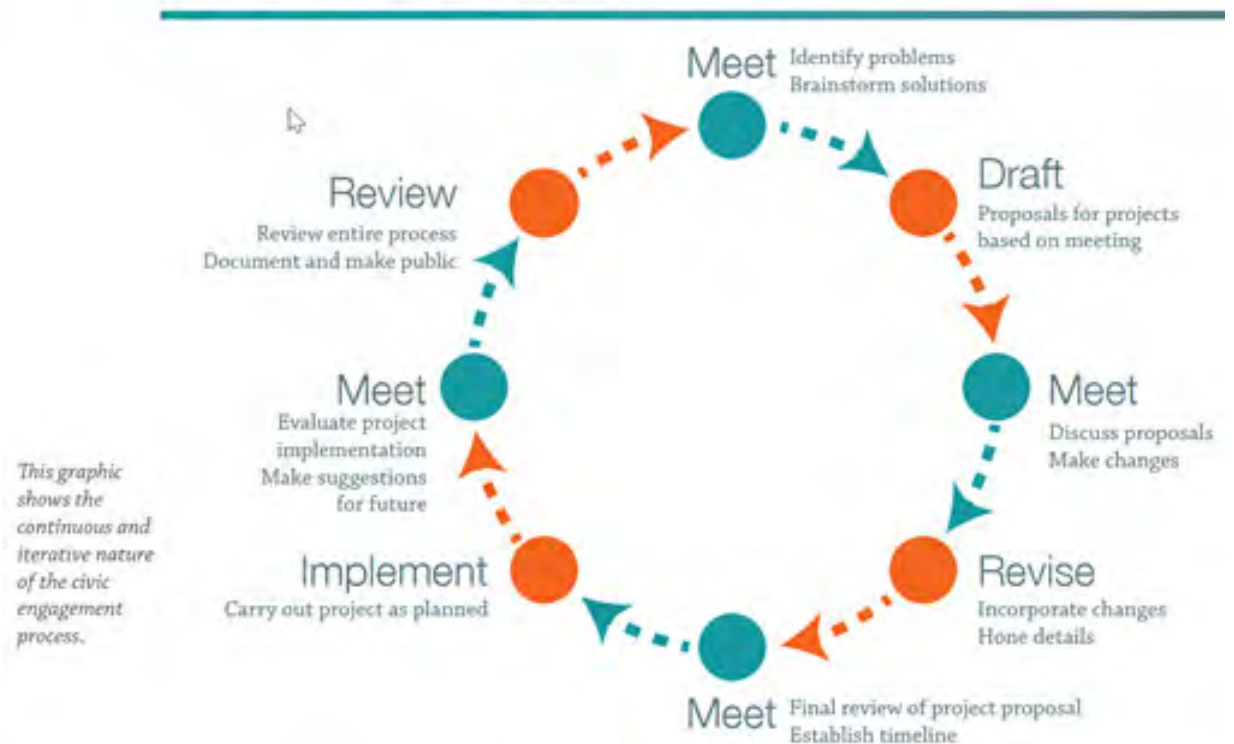 Meet
Identify problems
Brainstorm solutions
Draft
Proposals for projects
based on meeting
Meet
Discuss proposals
Make changes
Revise
Incorporate changes
Hone details
Meet
Final review of project proposal
Establish timeline
Implement
Carry out project as planned
Meet
Evaluate project
implementation
Make suggestions
for future
Review
Review entire process
Document and make public
This graphic
shows the
continuous and
iterative nature
of the civic
engagement
process.